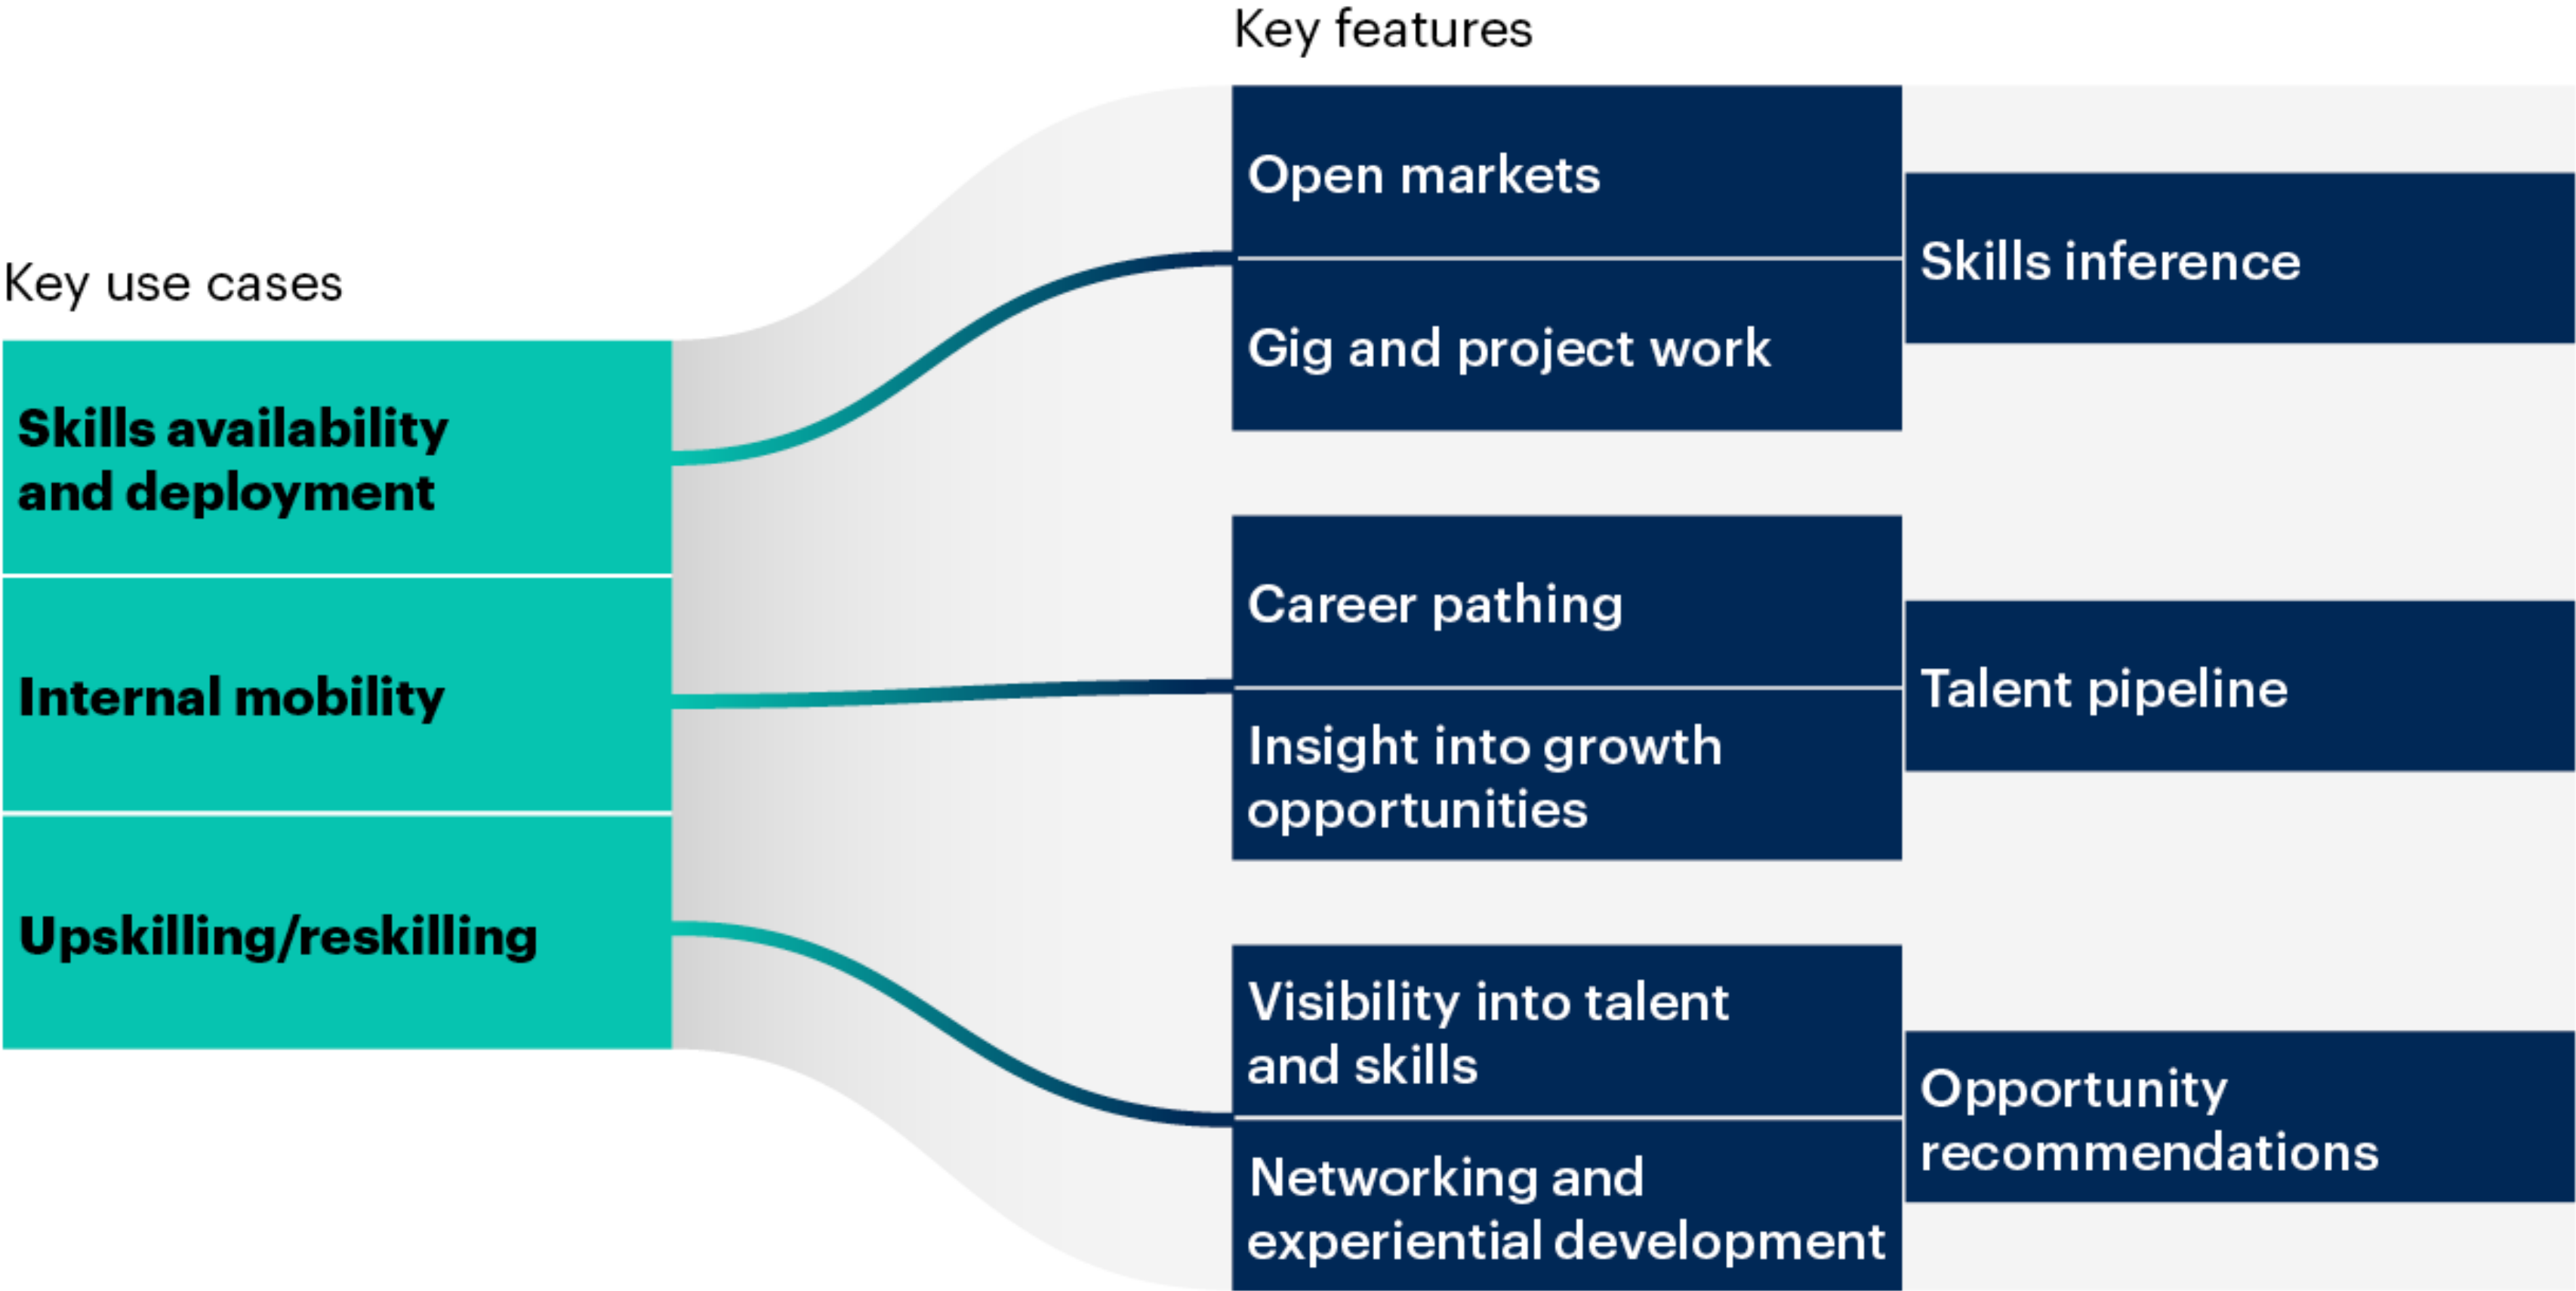 Key use cases
Skills availability
and deployment
Internal mobility
Upskilling/reskilling
Key features
Open markets
Gig and project work
Skills inference
Career pathing
Insight into growth
opportunities
Talent pipeline
Visibility into talent
and skills
Networking and
experiential development
Opportunity
recommendations